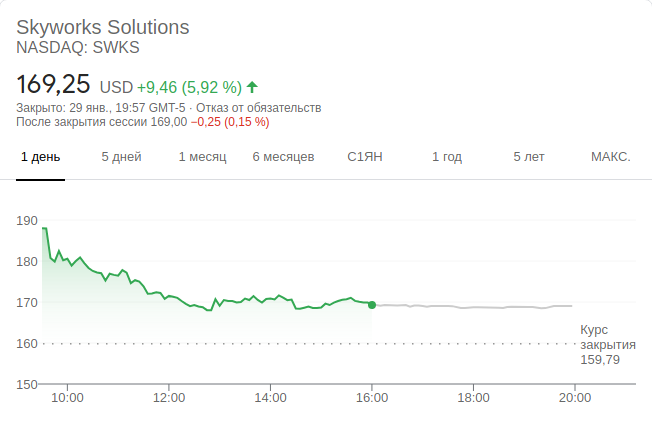 Skyworks Solutions
NASDAQ: SWKS
169,25 USD +9,46 (5,92 %)
Закрыто: 29 янв., 19:57 GMT-5 · Отказ от обязательств
После закрытия сессии 169,00 −0,25 (0,15 %)
1 день 5 дней 1 месяц 6 месяцев С1ЯН 1 год 5 лет МАКС.
190
180
170
160
150
Курс
закрытия
159,79
10:00 12:00 14:00 16:00 18:00 20:00